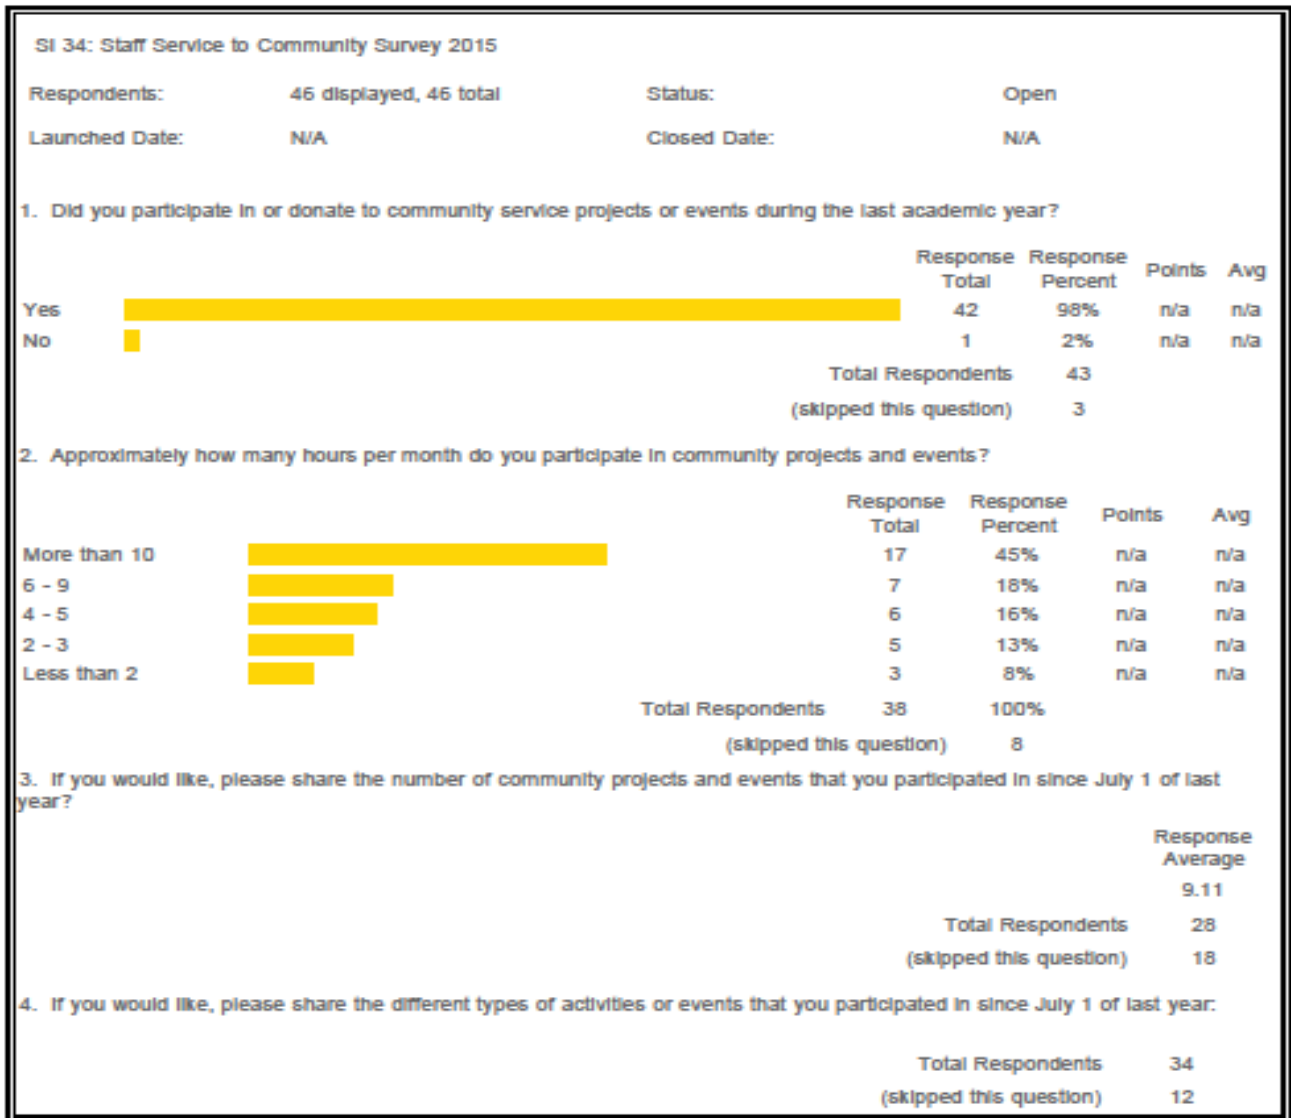 SI 34: Staff Service to Community Survey 2015
Respondents: 46 displayed, 46 total Status: Open
Launched Date: N/A Closed Date: N/A
1. Did you participate in or donate to community service projects or events during the last academic year?
Response Response
Total Percent Points Avg
Yes 42 98% n/a n/a
No 1 2% n/a n/a
Total Respondents 43
(skipped this question) 3
2. Approximately how many hours per month do you participate in community projects and events?
Response Response
Total Percent Points Avg
More than 10 17 45% n/a n/a
6 - 9 7 18% n/a n/a
4 - 5 6 16% n/a n/a
2 - 3 5 13% n/a n/a
Less than 2 3 8% n/a n/a
Total Respondents 38 100%
(skipped this question) 8
3. If you would like, please share the number of community projects and events that you participated in since July 1 of last
year?
Response
Average
9.11
Total Respondents 28
(skipped this question) 18
4. If you would like, please share the different types of activities or events that you participated in since July 1 of last year:
Total Respondents 34
(skipped this question) 12